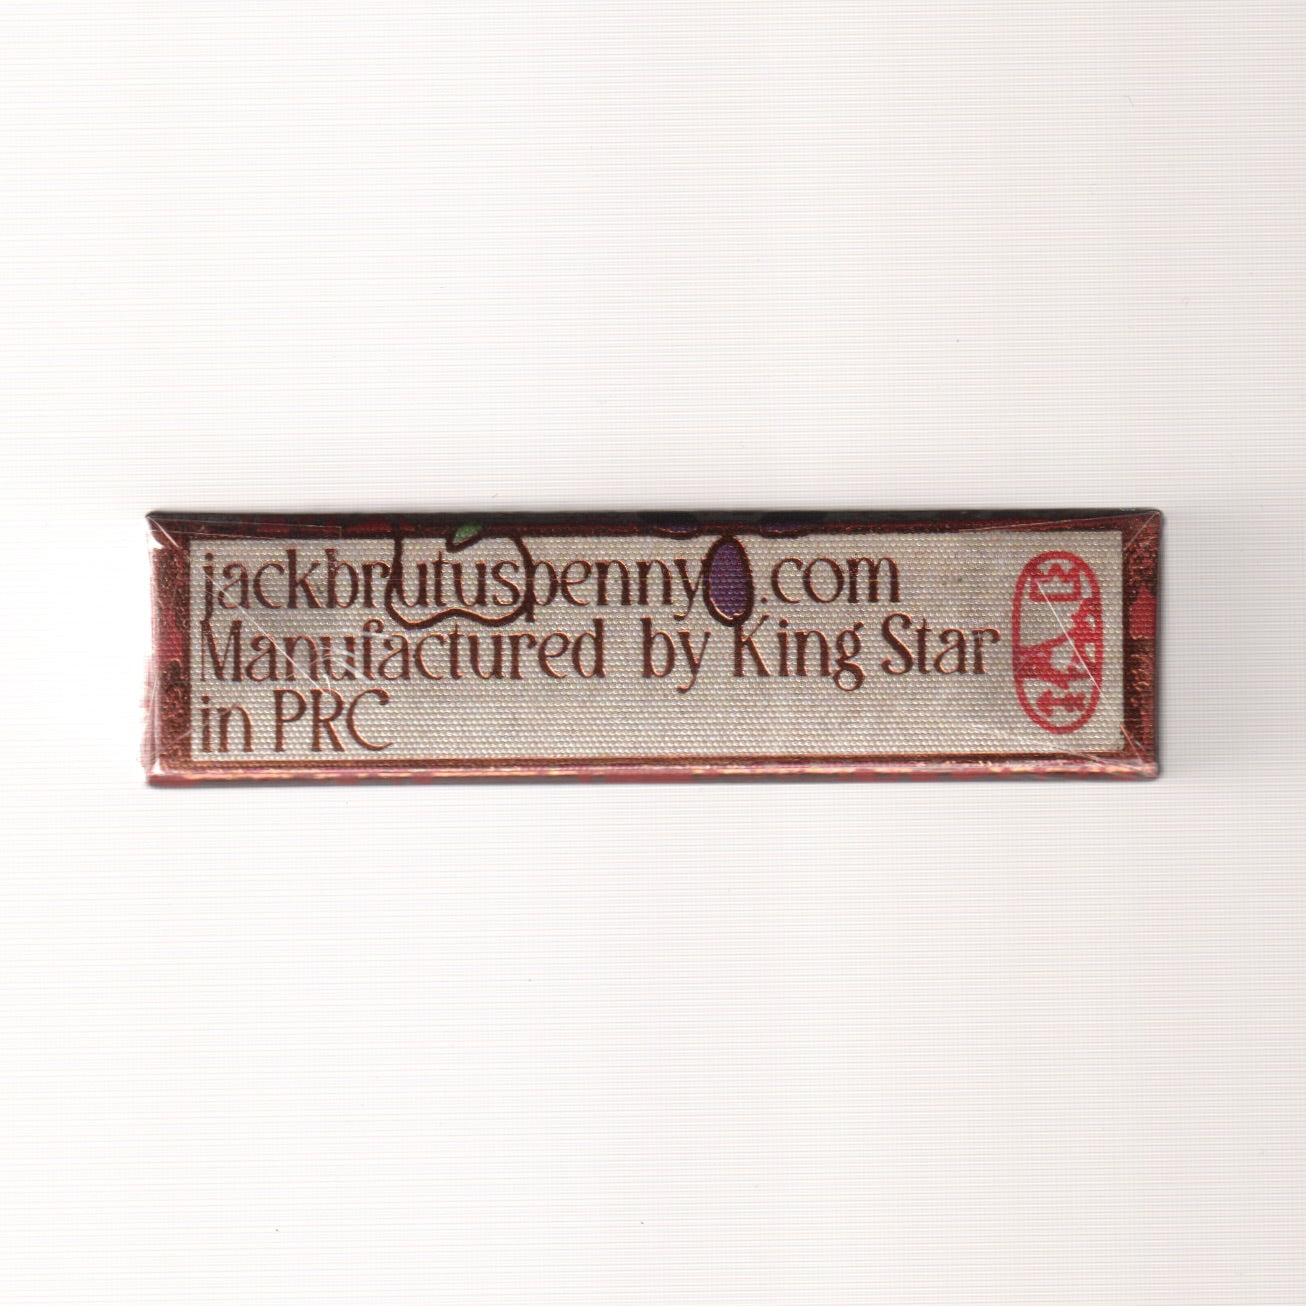 jackbrutuspenny.com
Manufactured by King Star
in PRC